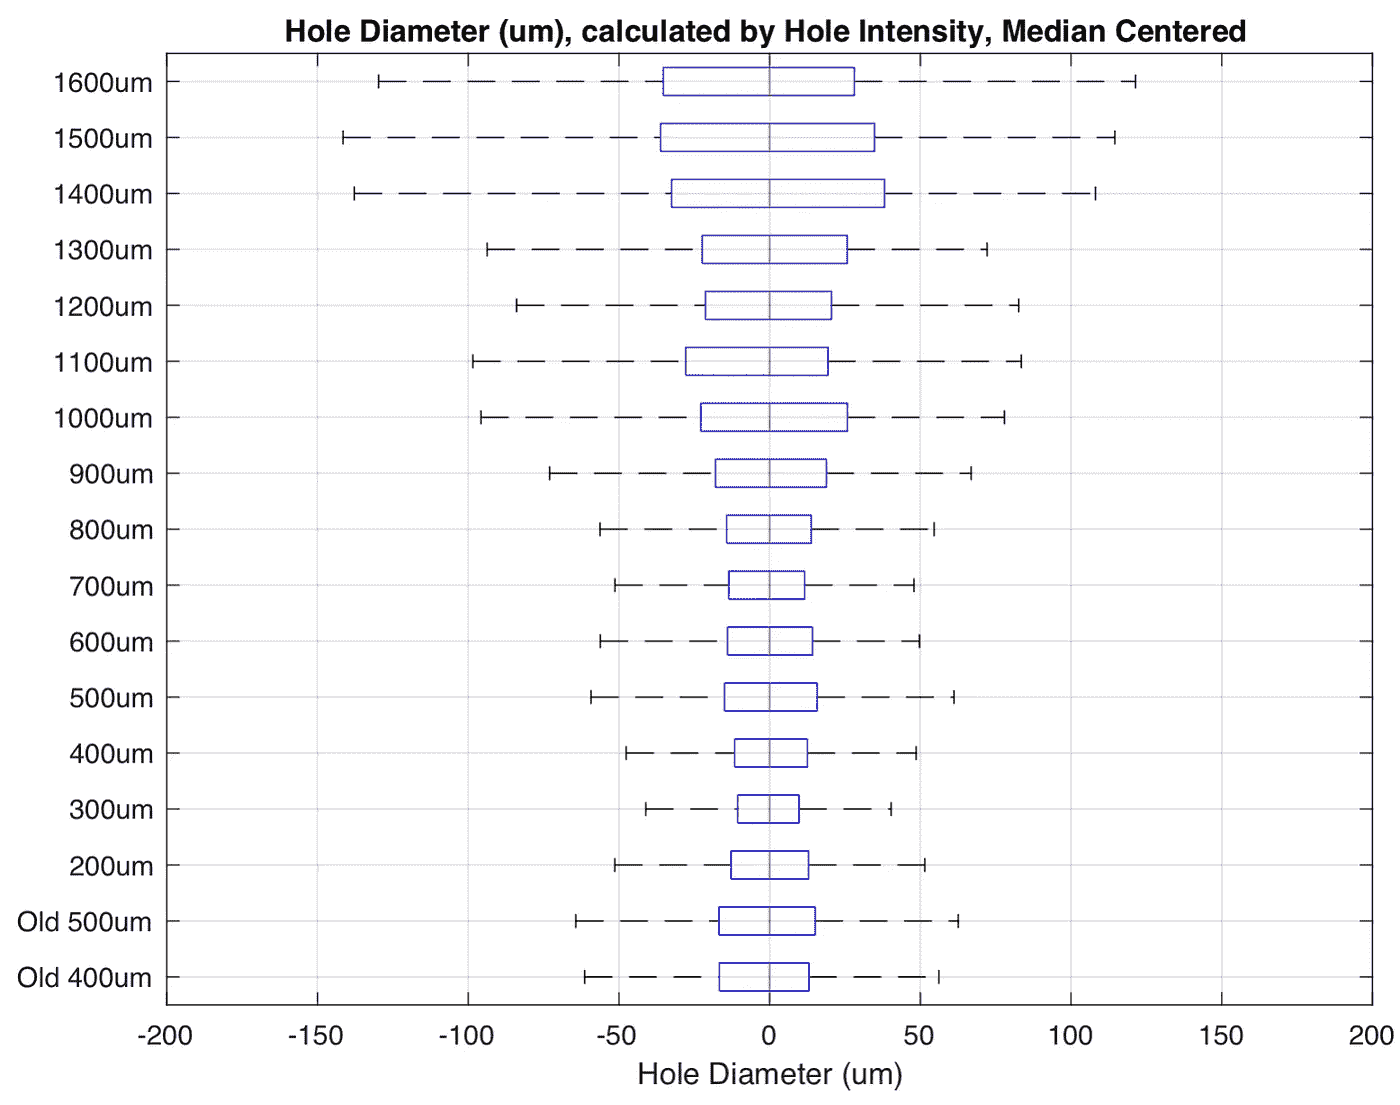 Hole Diameter (um), calculated by Hole Intensity, Median Centered
1600um
1500um
1400um
1300um
1200um
1100um
1000um
900um
800um
700um
600um
500um
400um
300um
200um
Old 500um
Old 400um
-200 -150 -100 -50 0 50 100 150 200
Hole Diameter (um)